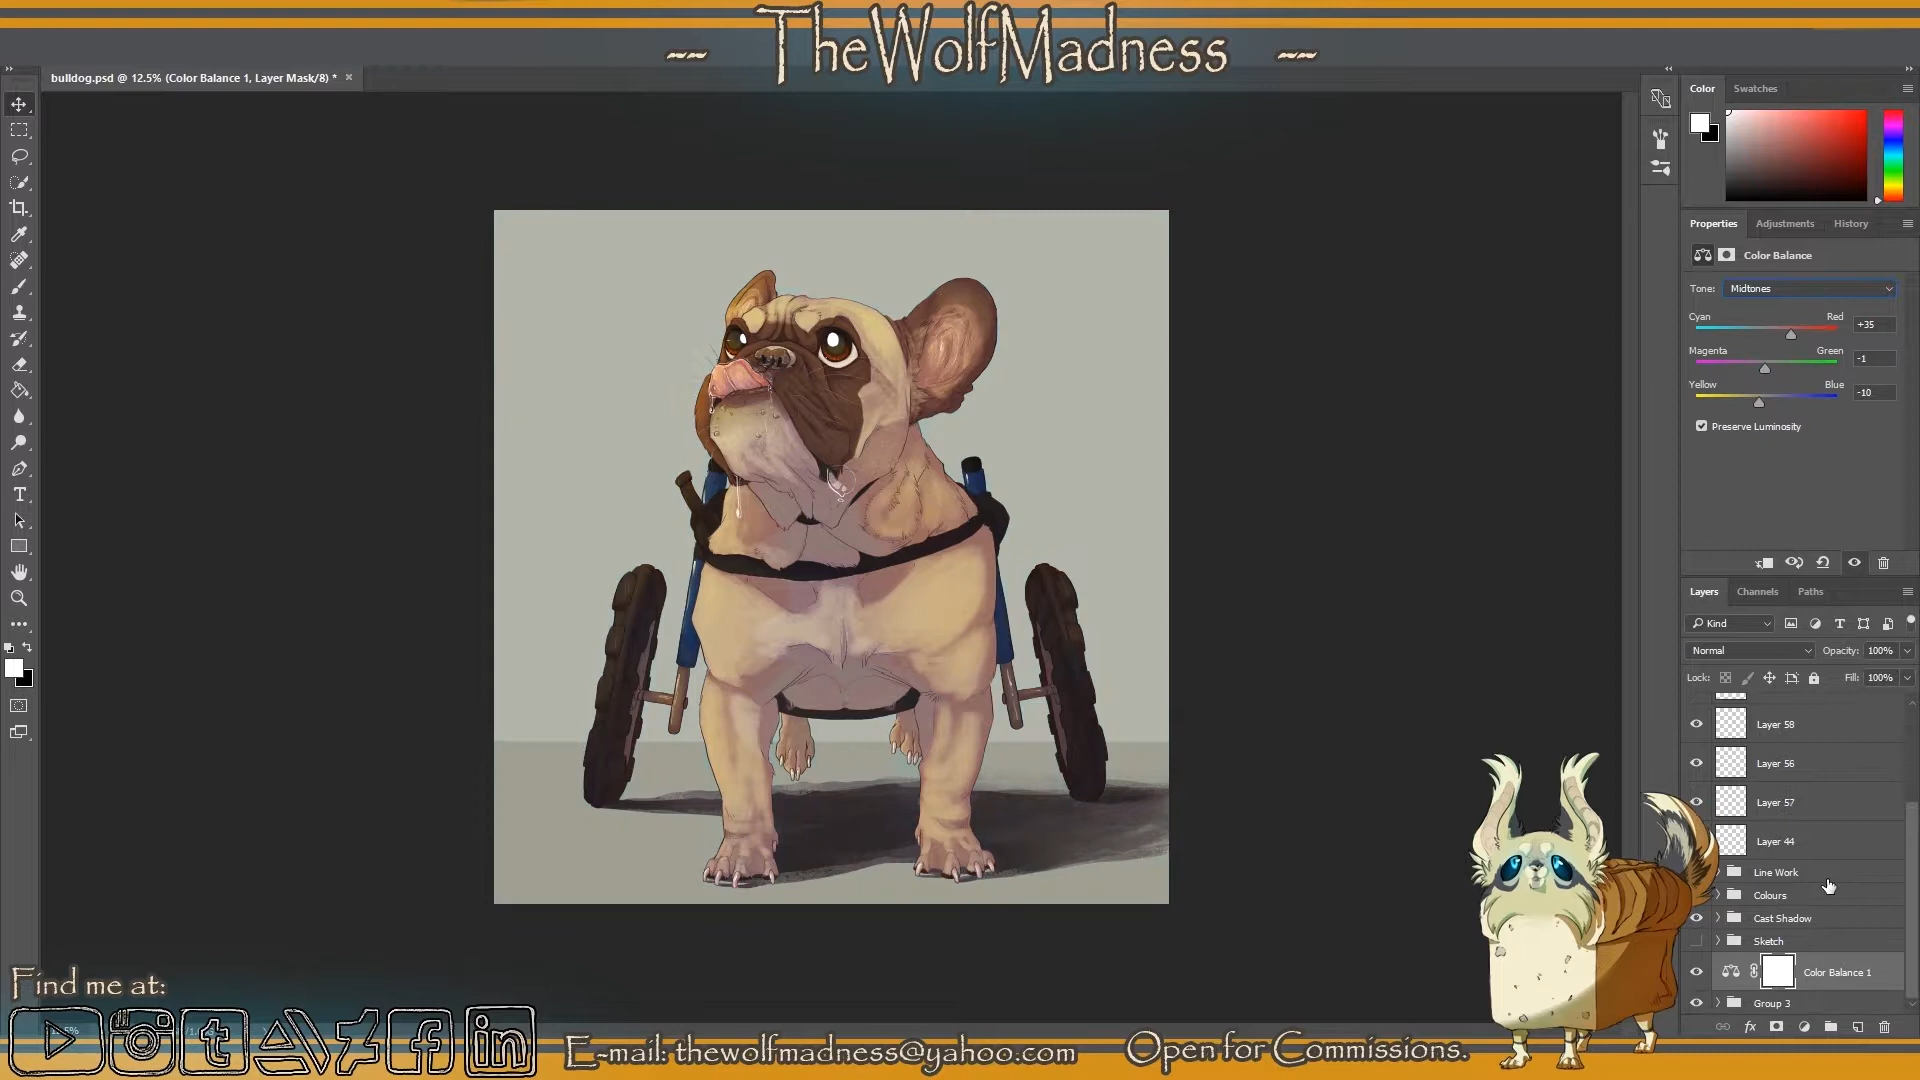 -- TheWolfMadness --
bulldog.psd @ 12.5% (Color Balance 1, Layer Mask/8) *
Color Swatches
Properties Adjustments History
Color Balance
Tone: Midtones
Cyan Red +35
Magenta Green -1
Yellow Blue -10
Preserve Luminosity
Layers Channels Paths
Kind
Normal Opacity: 100%
Lock: Fill: 100%
Layer 58
Layer 56
Layer 57
Layer 44
Line Work
Colours
Cast Shadow
Sketch
Color Balance 1
Group 3
fx
Find me at:
E-mail: thewolfmadness@yahoo.com
Open for Commissions.